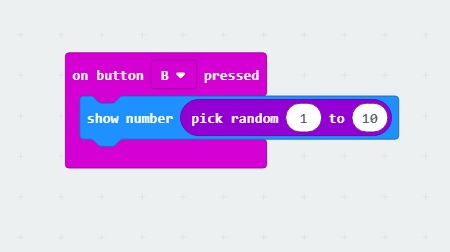 on button B pressed
show number pick random 1 to 10